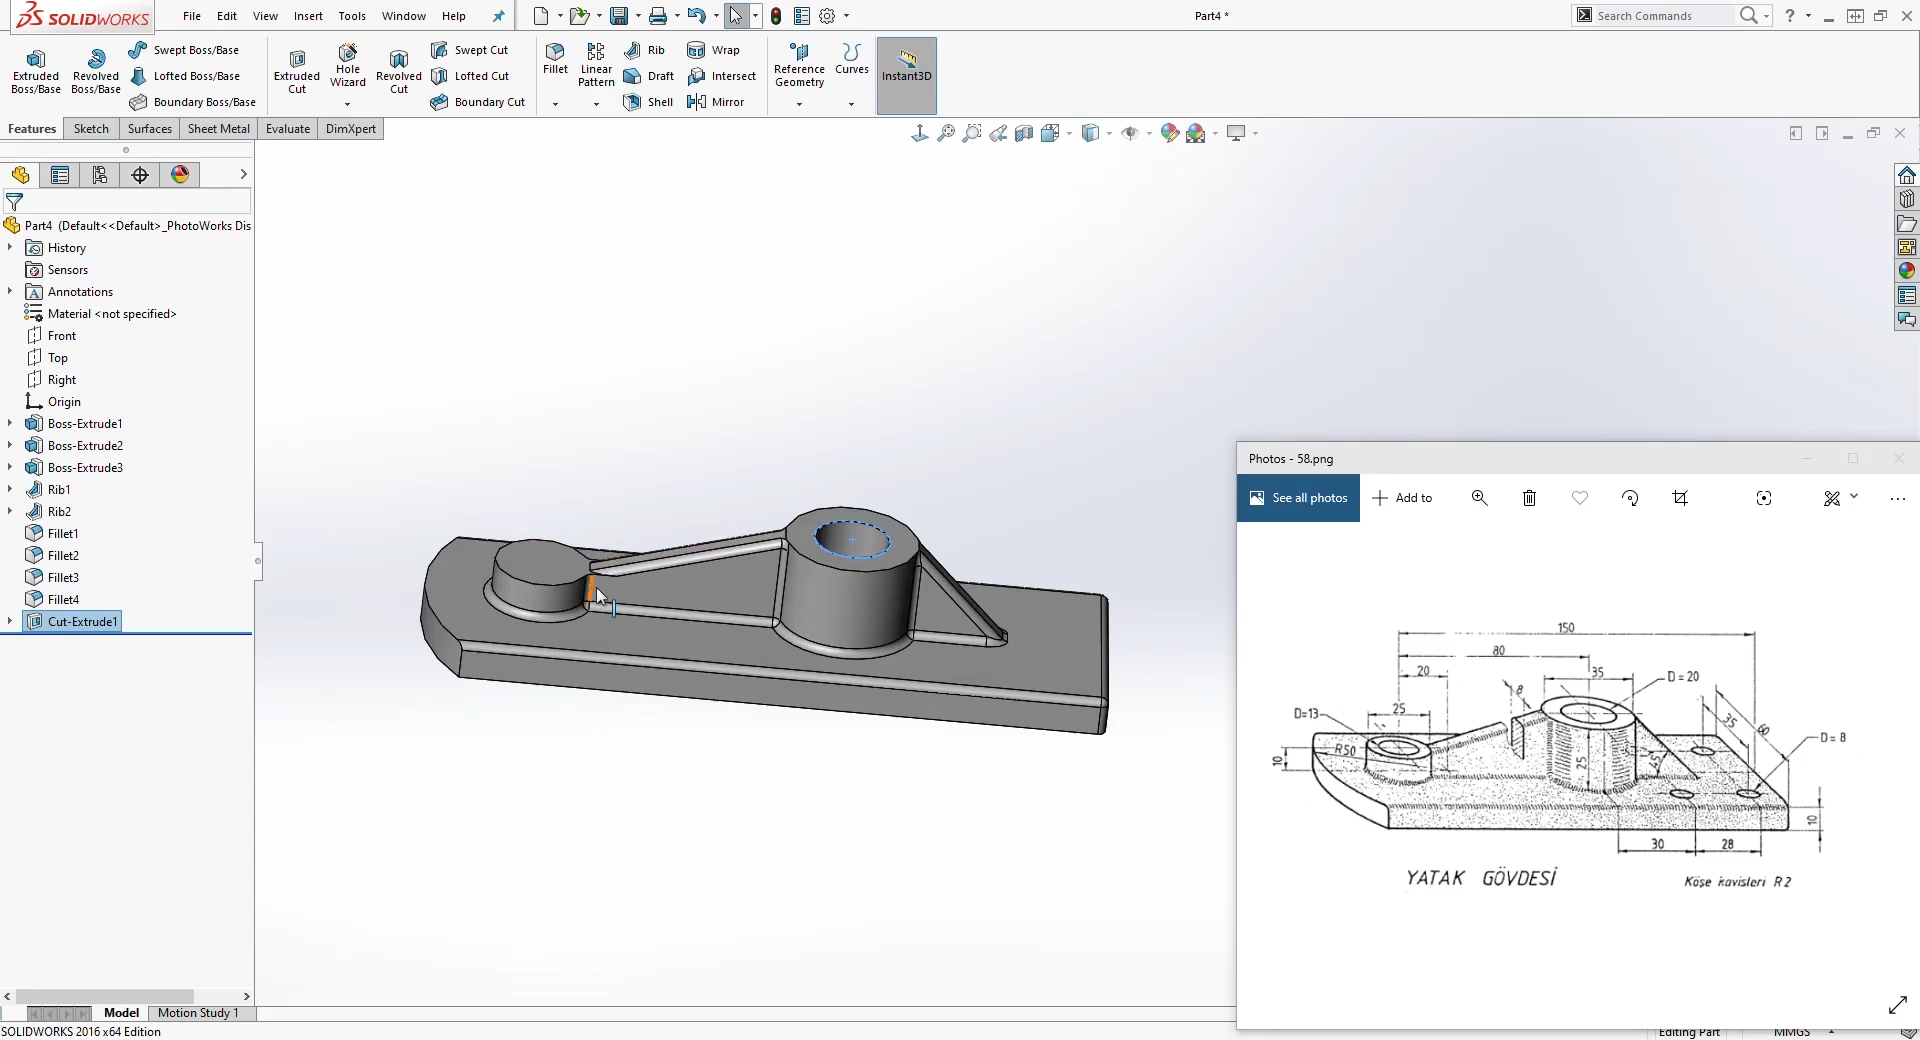 SOLIDWORKS
File Edit View Insert Tools Window Help
Part4 *
Search Commands
Extruded Boss/Base
Revolved Boss/Base
Swept Boss/Base
Lofted Boss/Base
Boundary Boss/Base
Extruded Cut
Hole Wizard
Revolved Cut
Swept Cut
Lofted Cut
Boundary Cut
Fillet
Linear Pattern
Rib
Draft
Shell
Wrap
Intersect
Mirror
Reference Geometry
Curves
Instant3D
Features Sketch Surfaces Sheet Metal Evaluate DimXpert
Part4 (Default<<Default>_PhotoWorks Dis
History
Sensors
Annotations
Material <not specified>
Front
Top
Right
Origin
Boss-Extrude1
Boss-Extrude2
Boss-Extrude3
Rib1
Rib2
Fillet1
Fillet2
Fillet3
Fillet4
Cut-Extrude1
Photos - 58.png
See all photos
Add to
150
80
20
35
D = 20
8
25
D=13
35
60
R50
10
25
45
D = 8
10
30
28
YATAK GÖVDESİ
Köşe kavisleri R2
Model
Motion Study 1
SOLIDWORKS 2016 x64 Edition
Editing Part
MMGS